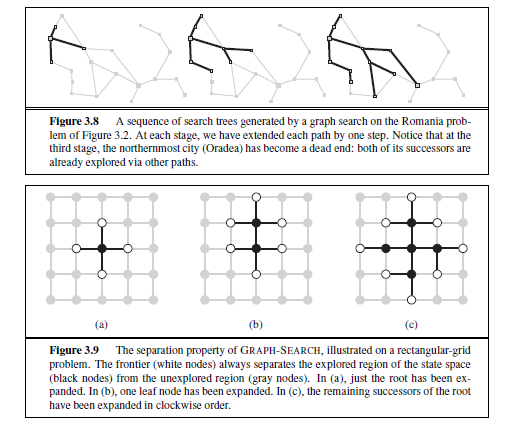 Figure 3.8 A sequence of search trees generated by a graph search on the Romania prob-
lem of Figure 3.2. At each stage, we have extended each path by one step. Notice that at the
third stage, the northernmost city (Oradea) has become a dead end: both of its successors are
already explored via other paths.
(a) (b) (c)
Figure 3.9 The separation property of GRAPH-SEARCH, illustrated on a rectangular-grid
problem. The frontier (white nodes) always separates the explored region of the state space
(black nodes) from the unexplored region (gray nodes). In (a), just the root has been ex-
panded. In (b), one leaf node has been expanded. In (c), the remaining successors of the root
have been expanded in clockwise order.